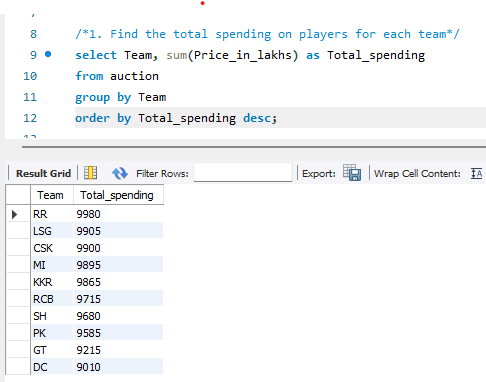 8 /*1. Find the total spending on players for each team*/
9 select Team, sum(Price_in_lakhs) as Total_spending
10 from auction
11 group by Team
12 order by Total_spending desc;
Result Grid Filter Rows: Export: Wrap Cell Content:
Team Total_spending
RR 9980
LSG 9905
CSK 9900
MI 9895
KKR 9865
RCB 9715
SH 9680
PK 9585
GT 9215
DC 9010